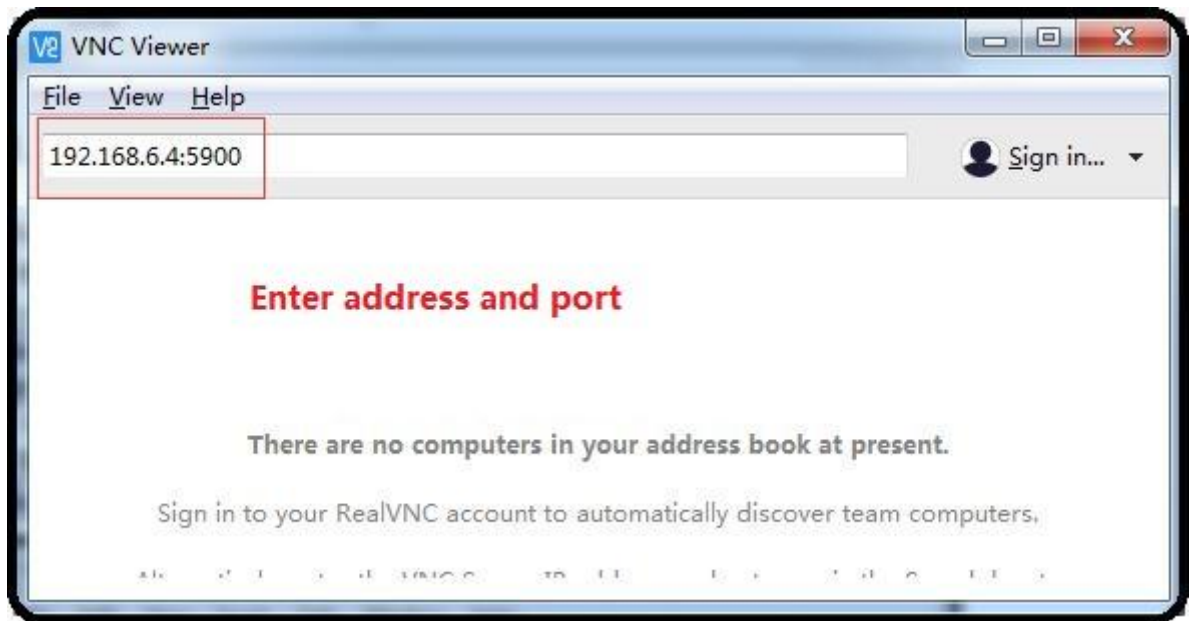 VNC Viewer
File View Help
192.168.6.4:5900
Sign in...
Enter address and port
There are no computers in your address book at present.
Sign in to your RealVNC account to automatically discover team computers.